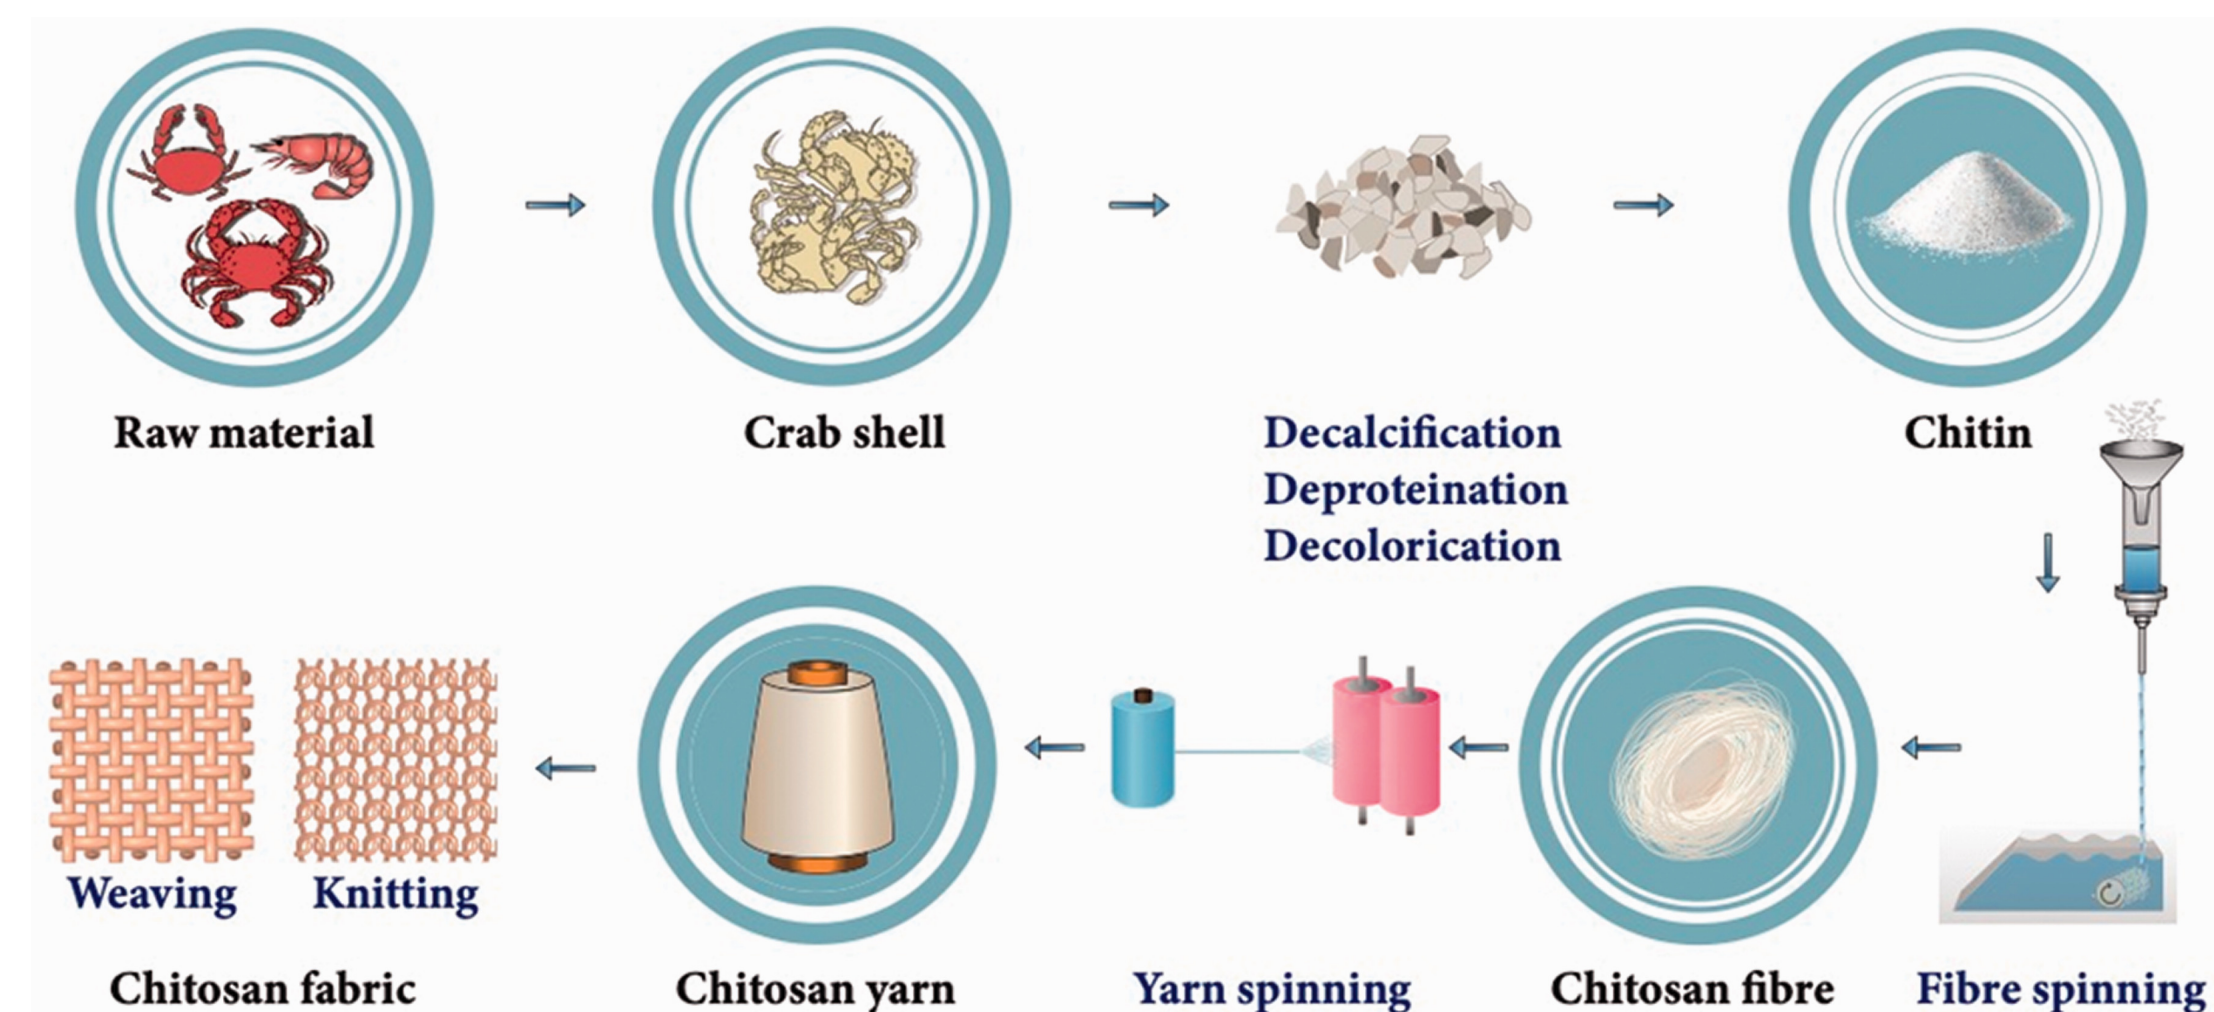 Raw material
Crab shell
Decalcification
Deproteination
Decolorication
Chitin
Weaving
Knitting
Chitosan fabric
Chitosan yarn
Yarn spinning
Chitosan fibre
Fibre spinning